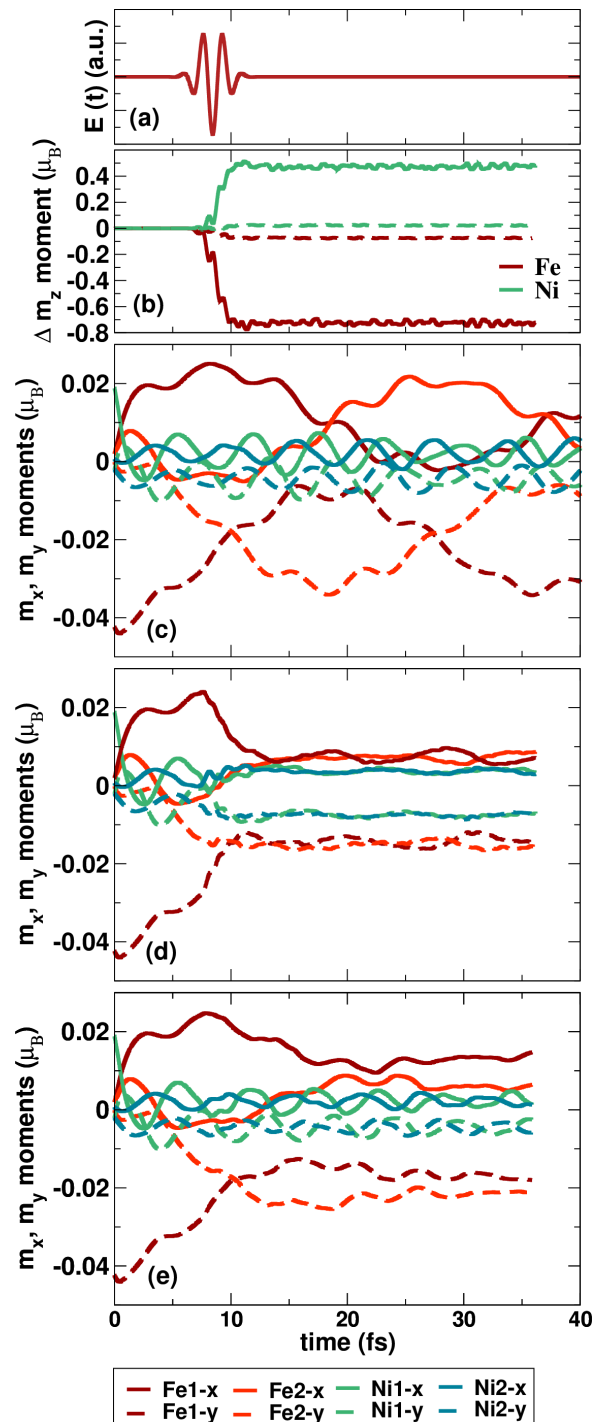 E (t) (a.u.)
(a)
Δ m_z moment (μ_B)
0.4
0.2
0
-0.2
-0.4
-0.6
-0.8
Fe
Ni
(b)
m_x, m_y moments (μ_B)
0.02
0
-0.02
-0.04
(c)
m_x, m_y moments (μ_B)
0.02
0
-0.02
-0.04
(d)
m_x, m_y moments (μ_B)
0.02
0
-0.02
-0.04
(e)
0 10 20 30 40
time (fs)
Fe1-x Fe2-x Ni1-x Ni2-x
Fe1-y Fe2-y Ni1-y Ni2-y